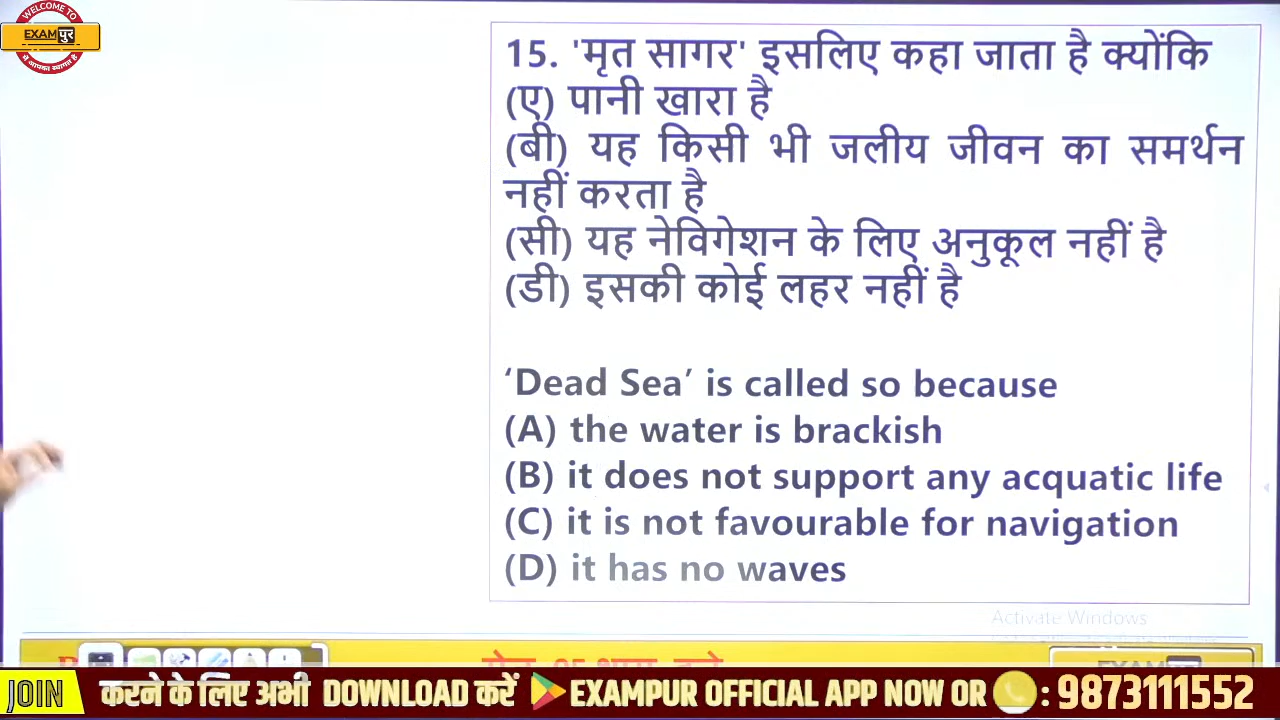 WELCOME TO
EXAMपुर
में आपका स्वागत है
15. 'मृत सागर' इसलिए कहा जाता है क्योंकि
(ए) पानी खारा है
(बी) यह किसी भी जलीय जीवन का समर्थन
नहीं करता है
(सी) यह नेविगेशन के लिए अनुकूल नहीं है
(डी) इसकी कोई लहर नहीं है
‘Dead Sea’ is called so because
(A) the water is brackish
(B) it does not support any acquatic life
(C) it is not favourable for navigation
(D) it has no waves
Activate Windows
EXAMपुर
JOIN करने के लिए अभी DOWNLOAD करें EXAMPUR OFFICIAL APP NOW OR : 9873111552